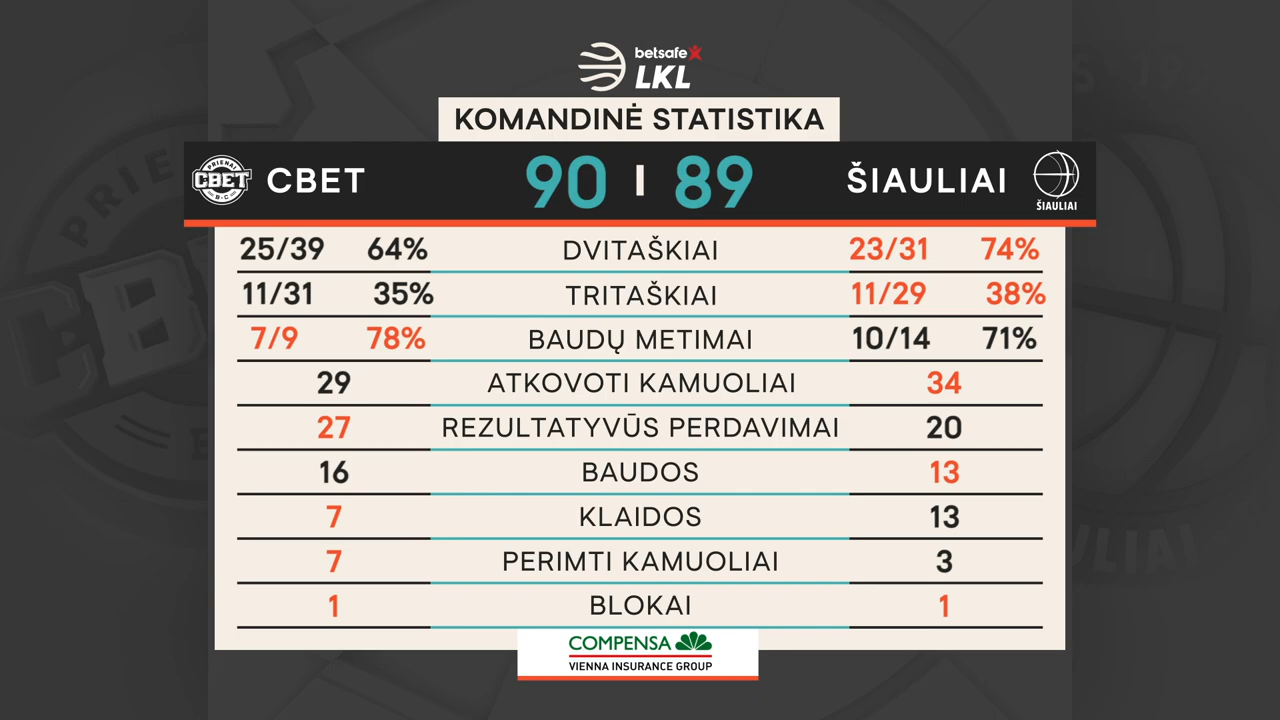 betsafe
LKL
KOMANDINĖ STATISTIKA
PRIENAI CBET B·C CBET 90 I 89 ŠIAULIAI ŠIAULIAI
25/39 64% DVITAŠKIAI 23/31 74%
11/31 35% TRITAŠKIAI 11/29 38%
7/9 78% BAUDŲ METIMAI 10/14 71%
29 ATKOVOTI KAMUOLIAI 34
27 REZULTATYVŪS PERDAVIMAI 20
16 BAUDOS 13
7 KLAIDOS 13
7 PERIMTI KAMUOLIAI 3
1 BLOKAI 1
COMPENSA
VIENNA INSURANCE GROUP